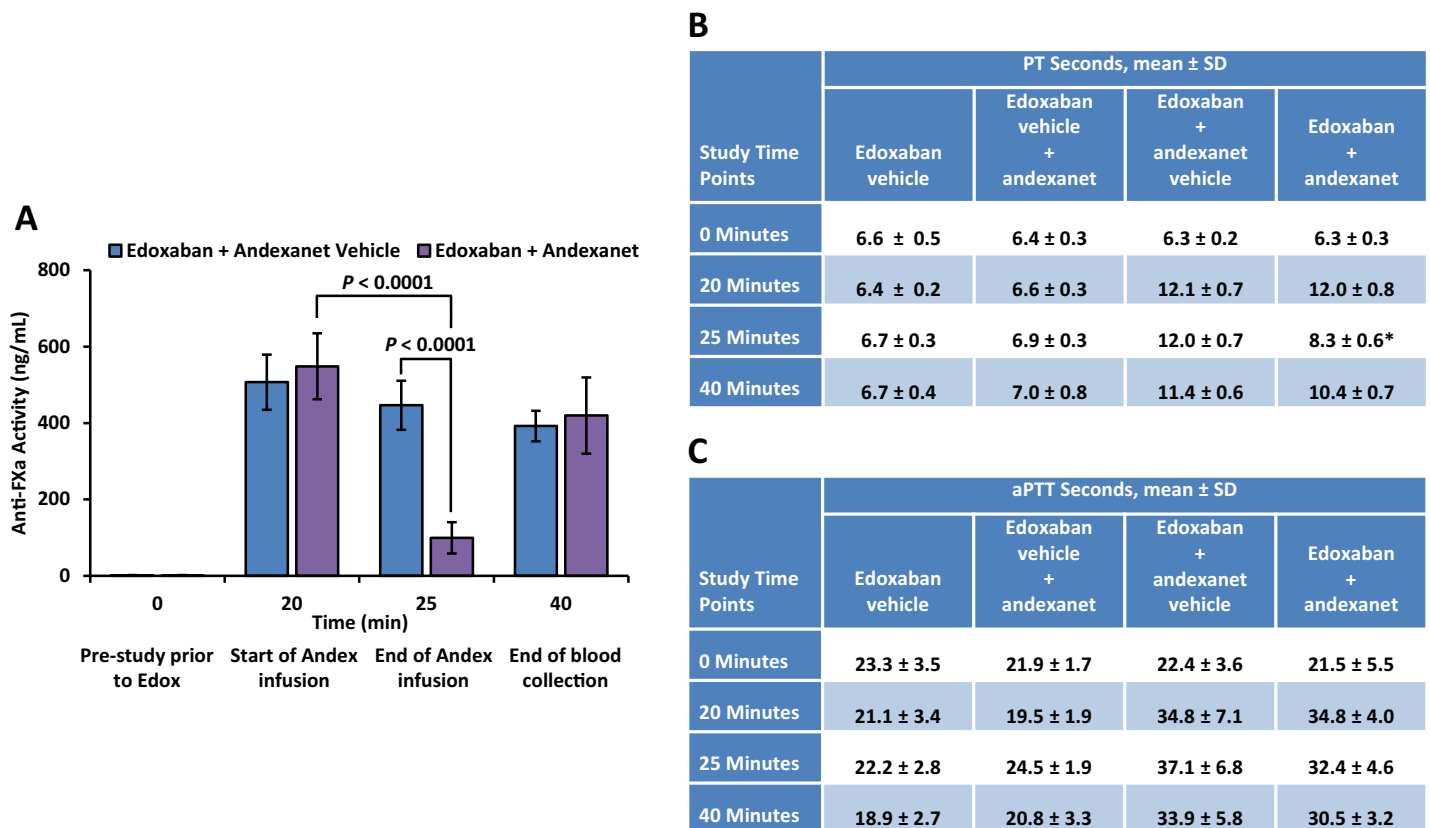 A
Edoxaban + Andexanet Vehicle Edoxaban + Andexanet
Anti-FXa Activity (ng/mL)
800
600
400
200
0
P < 0.0001
P < 0.0001
0 20 25 40
Time (min)
Pre-study prior to Edox
Start of Andex infusion
End of Andex infusion
End of blood collection
B
PT Seconds, mean ± SD
Study Time Points
Edoxaban vehicle
Edoxaban vehicle + andexanet
Edoxaban + andexanet vehicle
Edoxaban + andexanet
0 Minutes 6.6 ± 0.5 6.4 ± 0.3 6.3 ± 0.2 6.3 ± 0.3
20 Minutes 6.4 ± 0.2 6.6 ± 0.3 12.1 ± 0.7 12.0 ± 0.8
25 Minutes 6.7 ± 0.3 6.9 ± 0.3 12.0 ± 0.7 8.3 ± 0.6*
40 Minutes 6.7 ± 0.4 7.0 ± 0.8 11.4 ± 0.6 10.4 ± 0.7
C
aPTT Seconds, mean ± SD
Study Time Points
Edoxaban vehicle
Edoxaban vehicle + andexanet
Edoxaban + andexanet vehicle
Edoxaban + andexanet
0 Minutes 23.3 ± 3.5 21.9 ± 1.7 22.4 ± 3.6 21.5 ± 5.5
20 Minutes 21.1 ± 3.4 19.5 ± 1.9 34.8 ± 7.1 34.8 ± 4.0
25 Minutes 22.2 ± 2.8 24.5 ± 1.9 37.1 ± 6.8 32.4 ± 4.6
40 Minutes 18.9 ± 2.7 20.8 ± 3.3 33.9 ± 5.8 30.5 ± 3.2